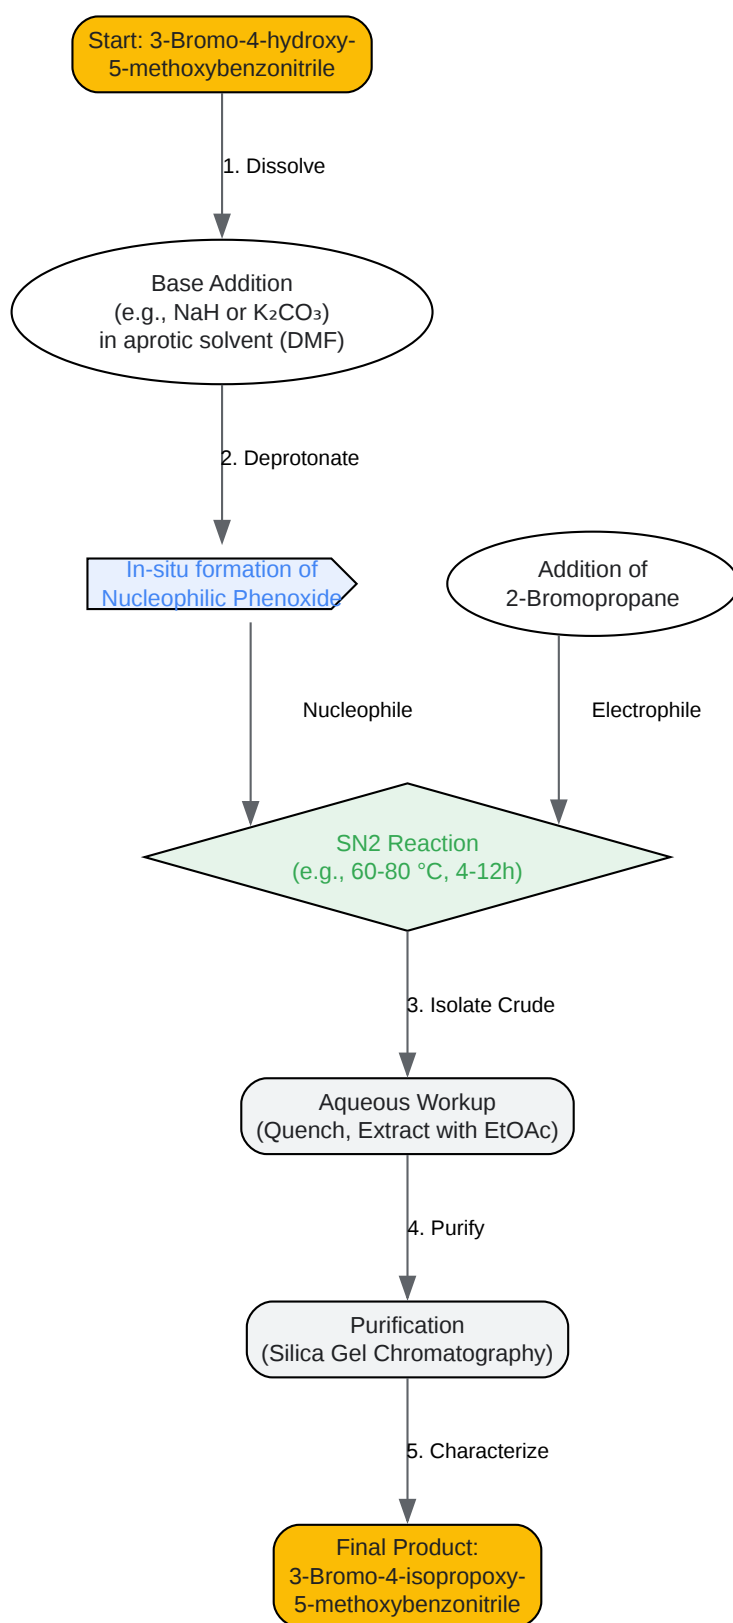 Start: 3-Bromo-4-hydroxy-
5-methoxybenzonitrile
1. Dissolve
Base Addition
(e.g., NaH or K₂CO₃)
in aprotic solvent (DMF)
2. Deprotonate
In-situ formation of
Nucleophilic Phenoxide
Addition of
2-Bromopropane
Nucleophile
Electrophile
SN2 Reaction
(e.g., 60-80 °C, 4-12h)
3. Isolate Crude
Aqueous Workup
(Quench, Extract with EtOAc)
4. Purify
Purification
(Silica Gel Chromatography)
5. Characterize
Final Product:
3-Bromo-4-isopropoxy-
5-methoxybenzonitrile